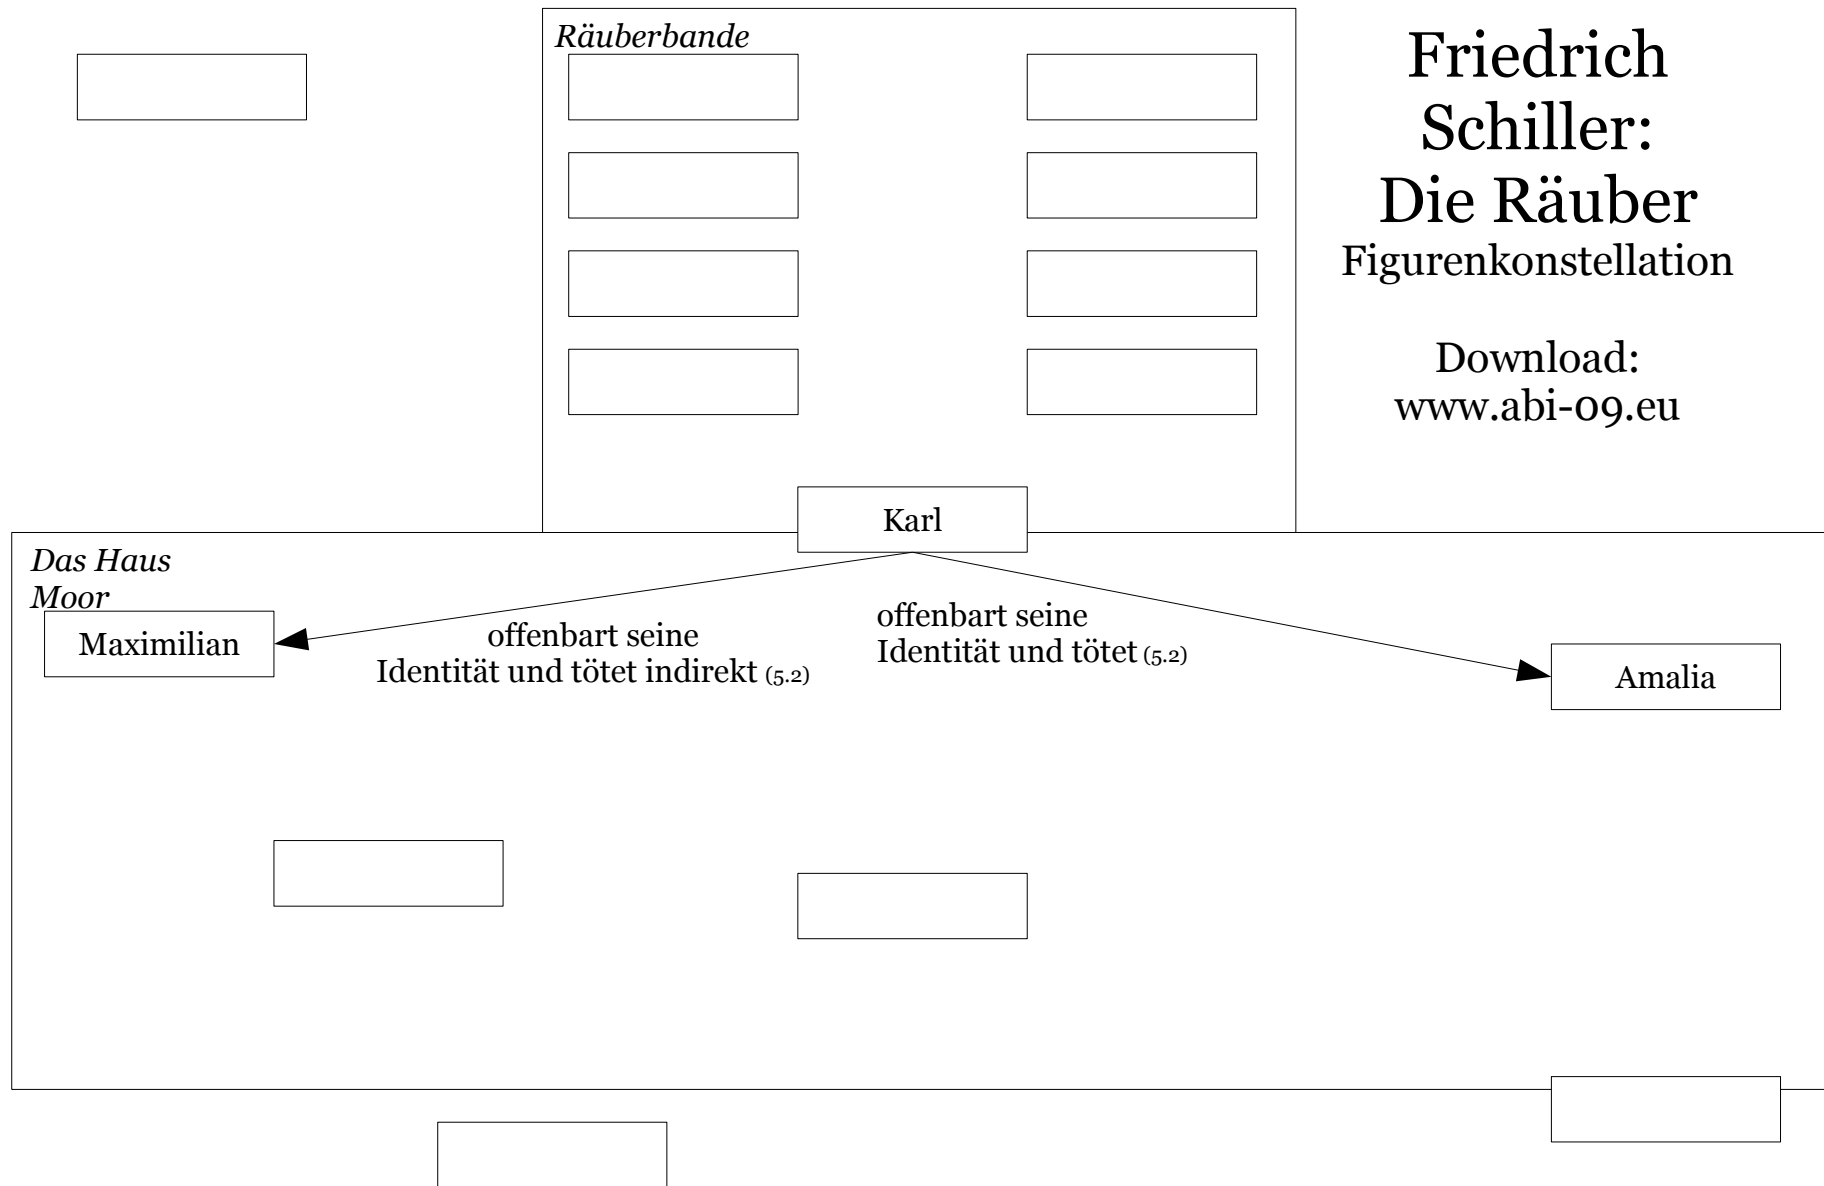 Räuberbande
Friedrich
Schiller:
Die Räuber
Figurenkonstellation
Download:
www.abi-09.eu
Karl
Das Haus
Moor
Maximilian
offenbart seine
Identität und tötet indirekt (5.2)
offenbart seine
Identität und tötet (5.2)
Amalia